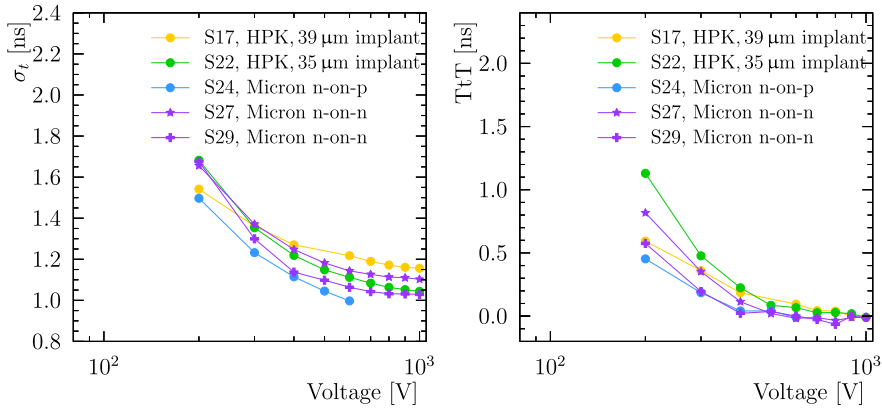 σ_t [ns]
2.4
2.2
2.0
1.8
1.6
1.4
1.2
1.0
0.8
S17, HPK, 39 μm implant
S22, HPK, 35 μm implant
S24, Micron n-on-p
S27, Micron n-on-n
S29, Micron n-on-n
10²
10³
Voltage [V]
TtT [ns]
2.0
1.5
1.0
0.5
0.0
S17, HPK, 39 μm implant
S22, HPK, 35 μm implant
S24, Micron n-on-p
S27, Micron n-on-n
S29, Micron n-on-n
10²
10³
Voltage [V]